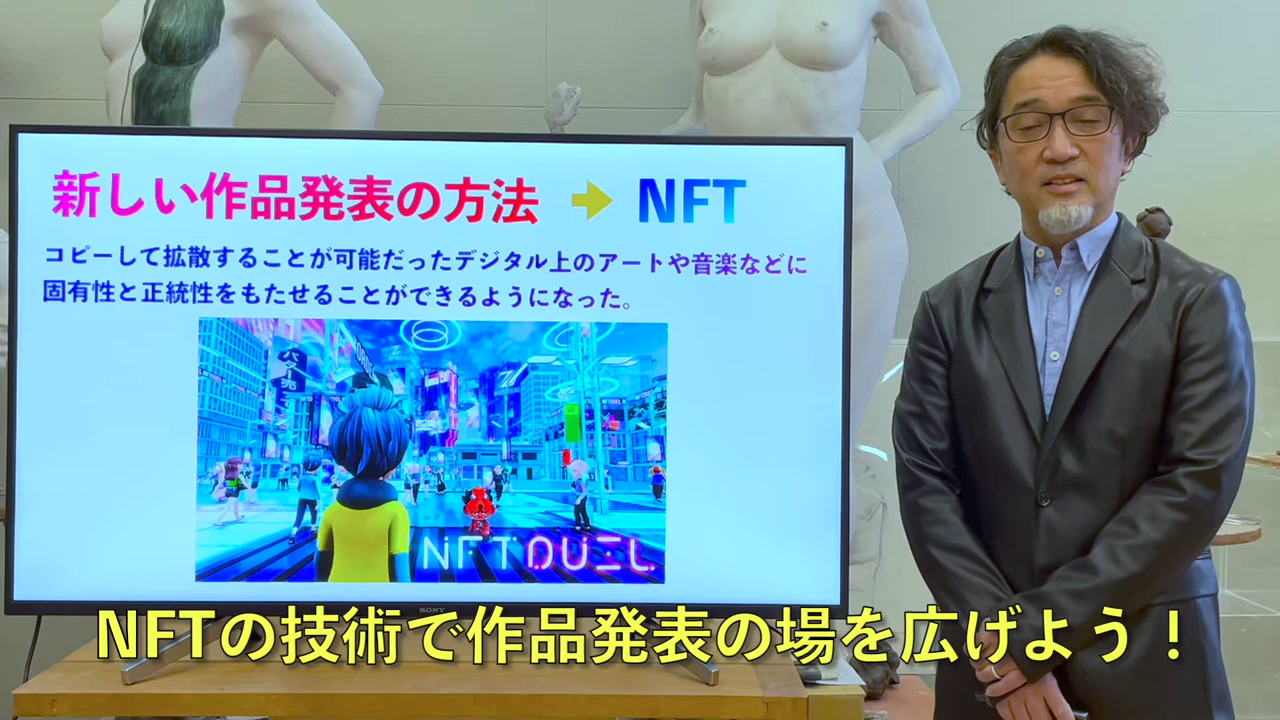 新しい作品発表の方法 NFT
コピーして拡散することが可能だったデジタル上のアートや音楽などに
固有性と正統性をもたせることができるようになった。
NFT DUEL
SONY
NFTの技術で作品発表の場を広げよう！